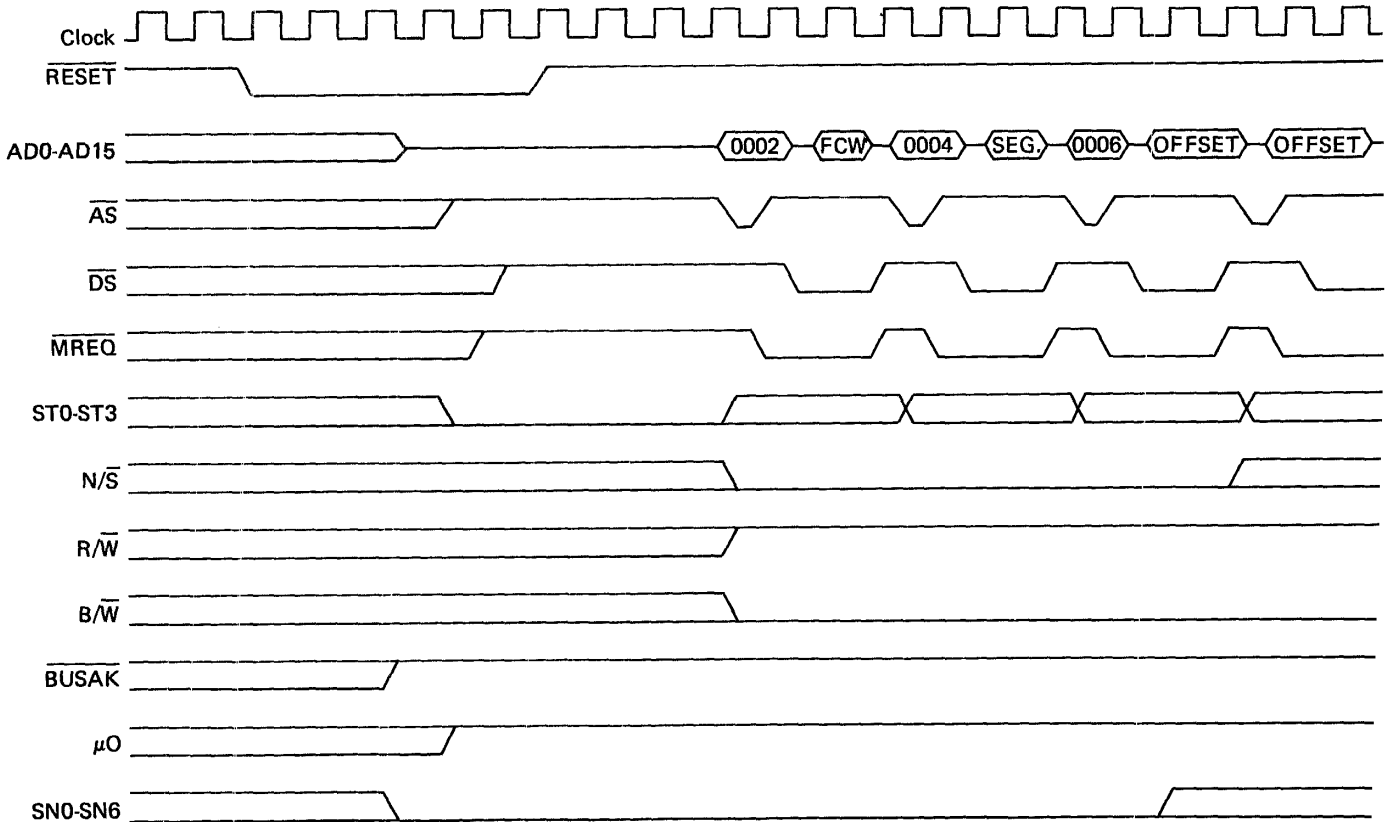 Clock
RESET
AD0-AD15 0002 FCW 0004 SEG. 0006 OFFSET OFFSET
AS
DS
MREQ
ST0-ST3
N/S
R/W
B/W
BUSAK
μO
SN0-SN6